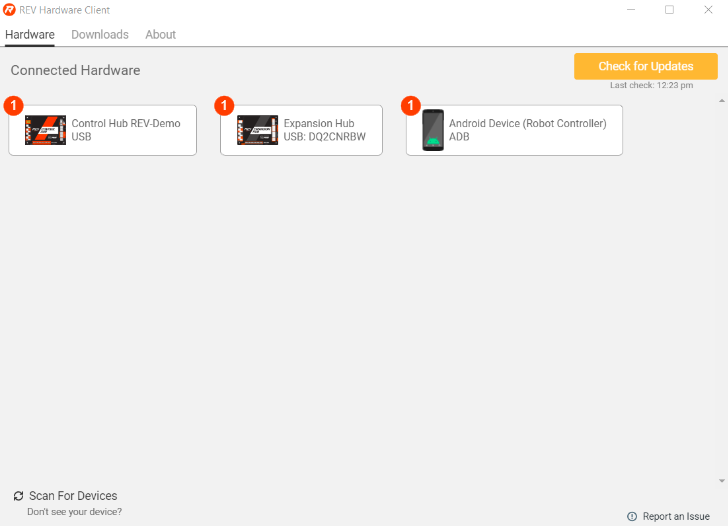 REV Hardware Client
Hardware Downloads About
Connected Hardware
Check for Updates
Last check: 12:23 pm
1
Control Hub REV-Demo
USB
1
Expansion Hub
USB: DQ2CNRBW
1
Android Device (Robot Controller)
ADB
Scan For Devices
Don't see your device?
Report an Issue